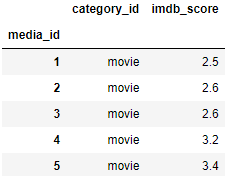 category_id imdb_score
media_id
1 movie 2.5
2 movie 2.6
3 movie 2.6
4 movie 3.2
5 movie 3.4